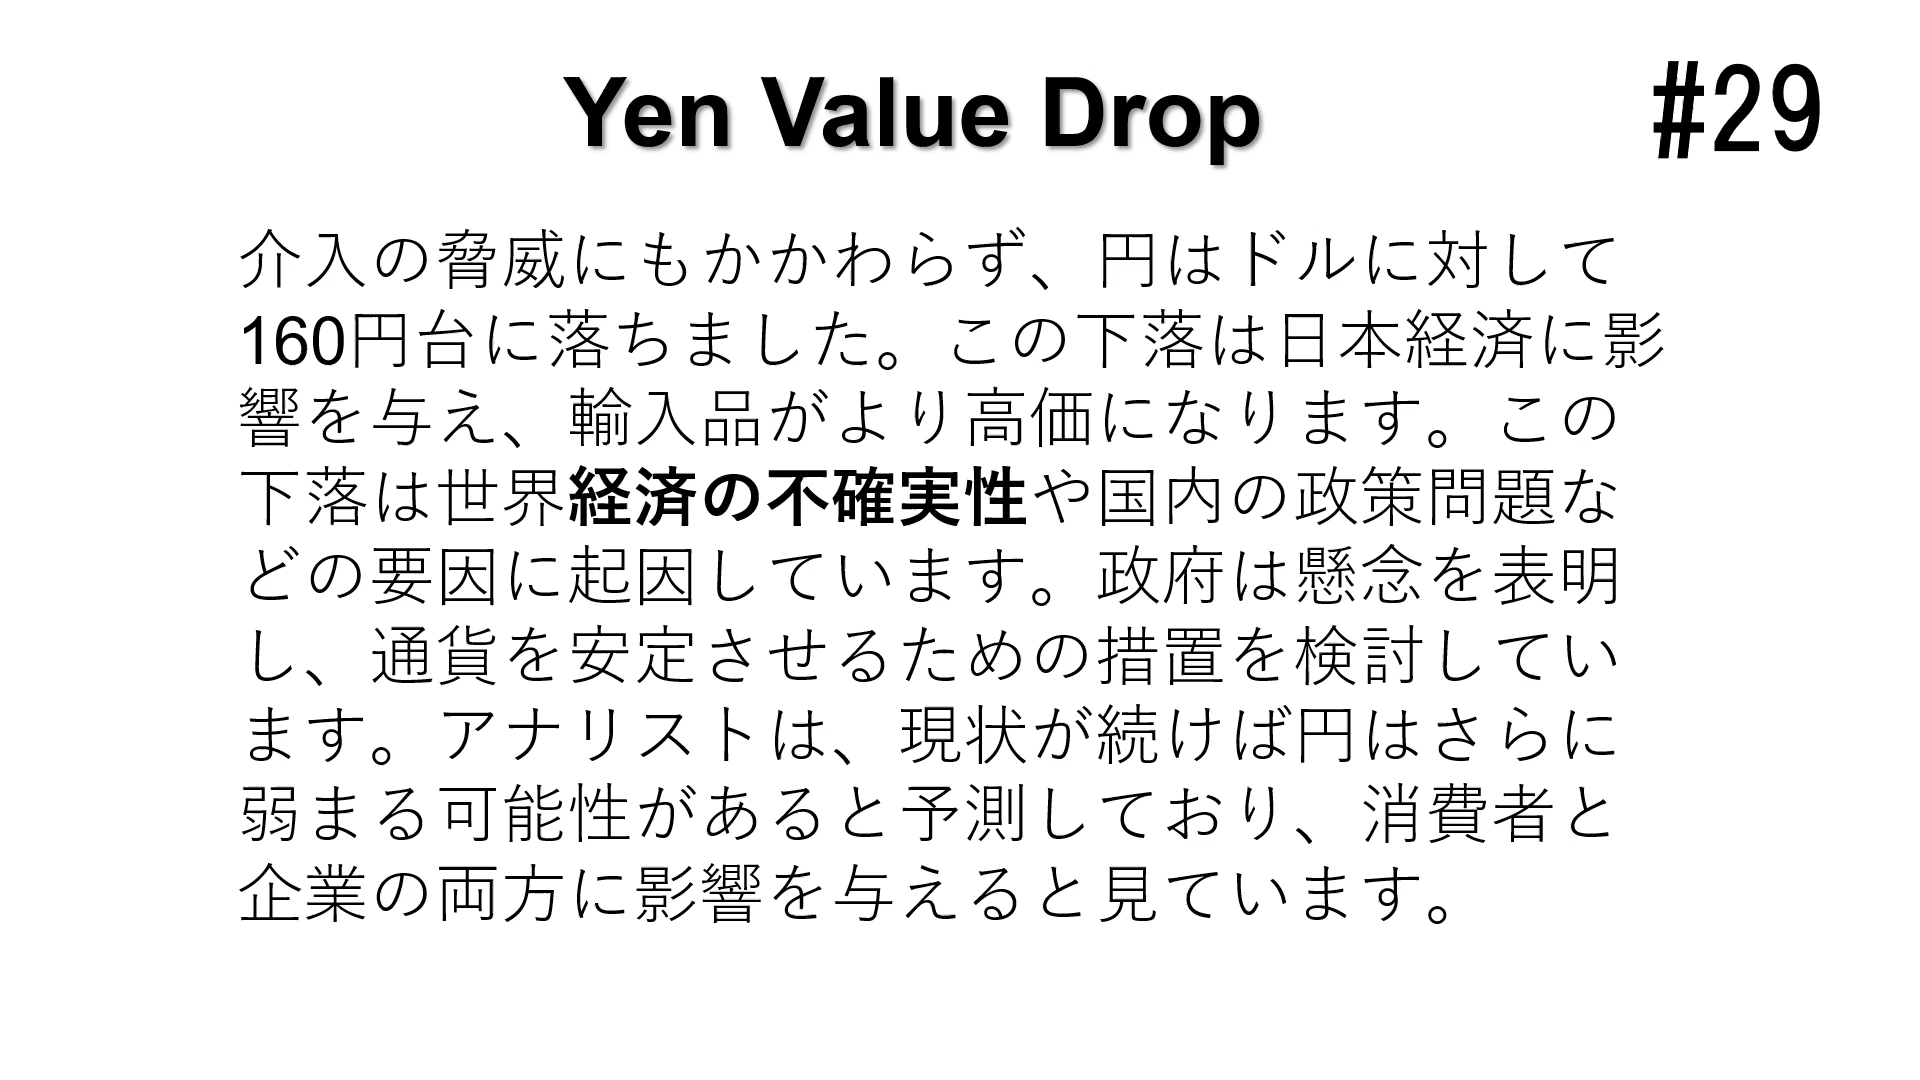 Yen Value Drop
#29
介入の脅威にもかかわらず、円はドルに対して
160円台に落ちました。この下落は日本経済に影
響を与え、輸入品がより高価になります。この
下落は世界経済の不確実性や国内の政策問題な
どの要因に起因しています。政府は懸念を表明
し、通貨を安定させるための措置を検討してい
ます。アナリストは、現状が続けば円はさらに
弱まる可能性があると予測しており、消費者と
企業の両方に影響を与えると見ています。